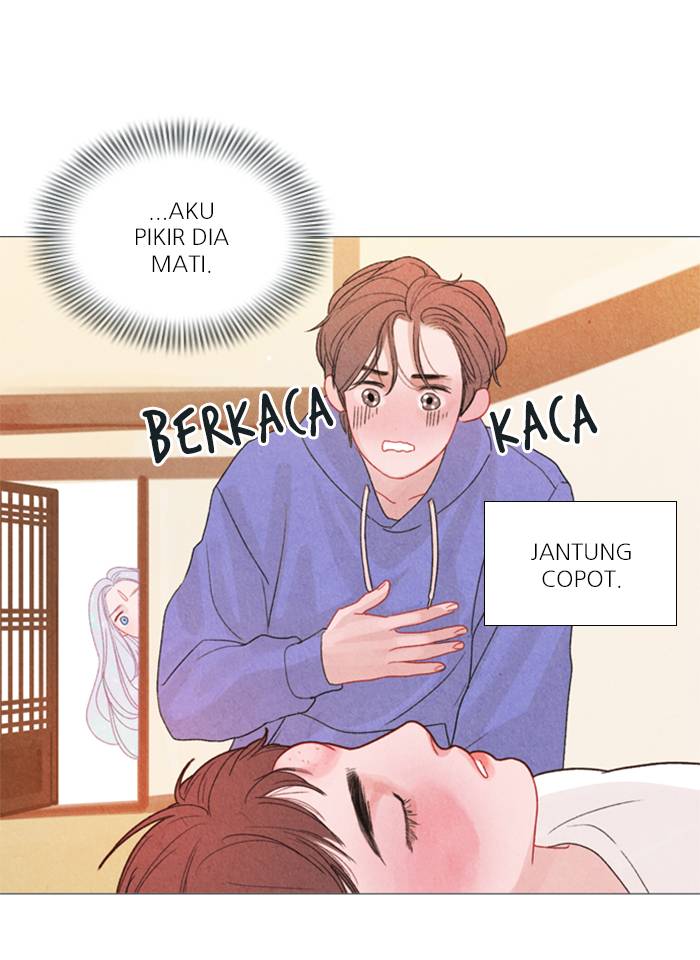 ...AKU
PIKIR DIA
MATI.
BERKACA
KACA
JANTUNG
COPOT.